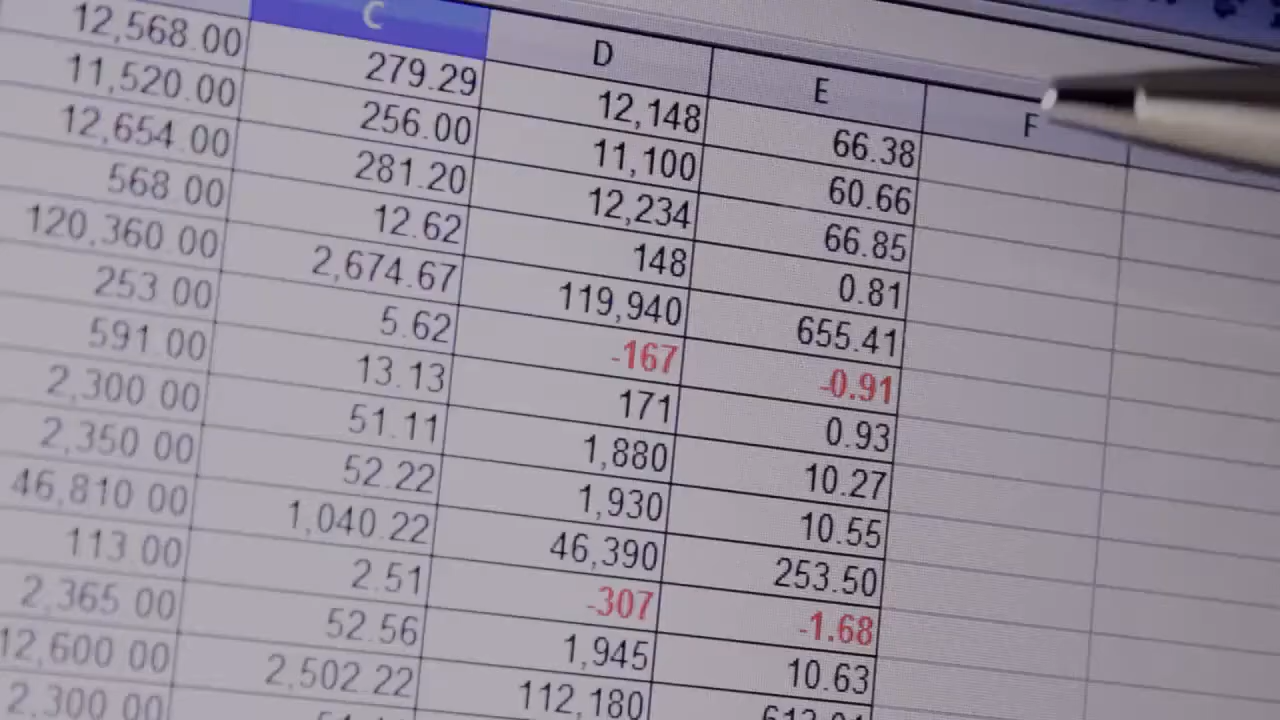 C D E F
12,568.00 279.29 12,148 66.38
11,520.00 256.00 11,100 60.66
12,654.00 281.20 12,234 66.85
568.00 12.62 148 0.81
120,360.00 2,674.67 119,940 655.41
253.00 5.62 -167 -0.91
591.00 13.13 171 0.93
2,300.00 51.11 1,880 10.27
2,350.00 52.22 1,930 10.55
46,810.00 1,040.22 46,390 253.50
113.00 2.51 -307 -1.68
2,365.00 52.56 1,945 10.63
12,600.00 2,502.22 112,180
2,300.00